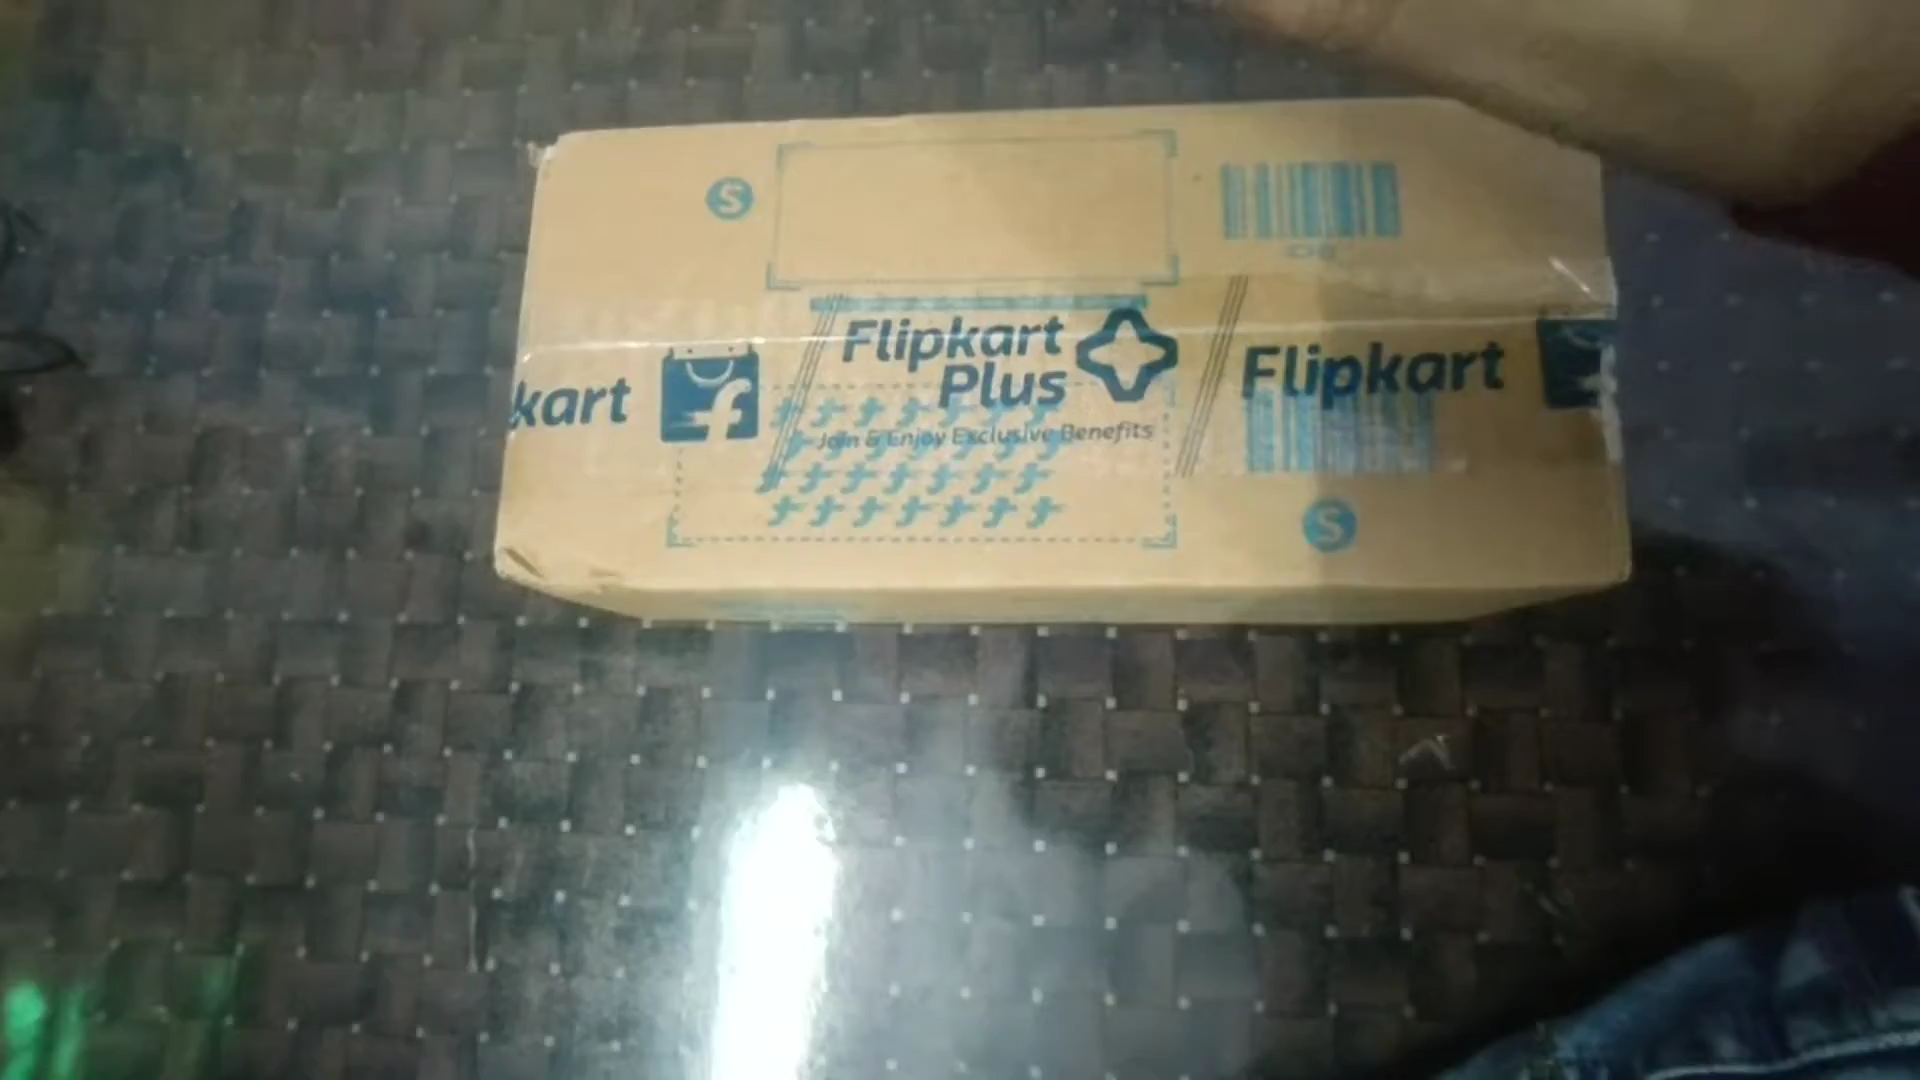 S
kart
Flipkart
Plus
Join & Enjoy Exclusive Benefits
Flipkart
S